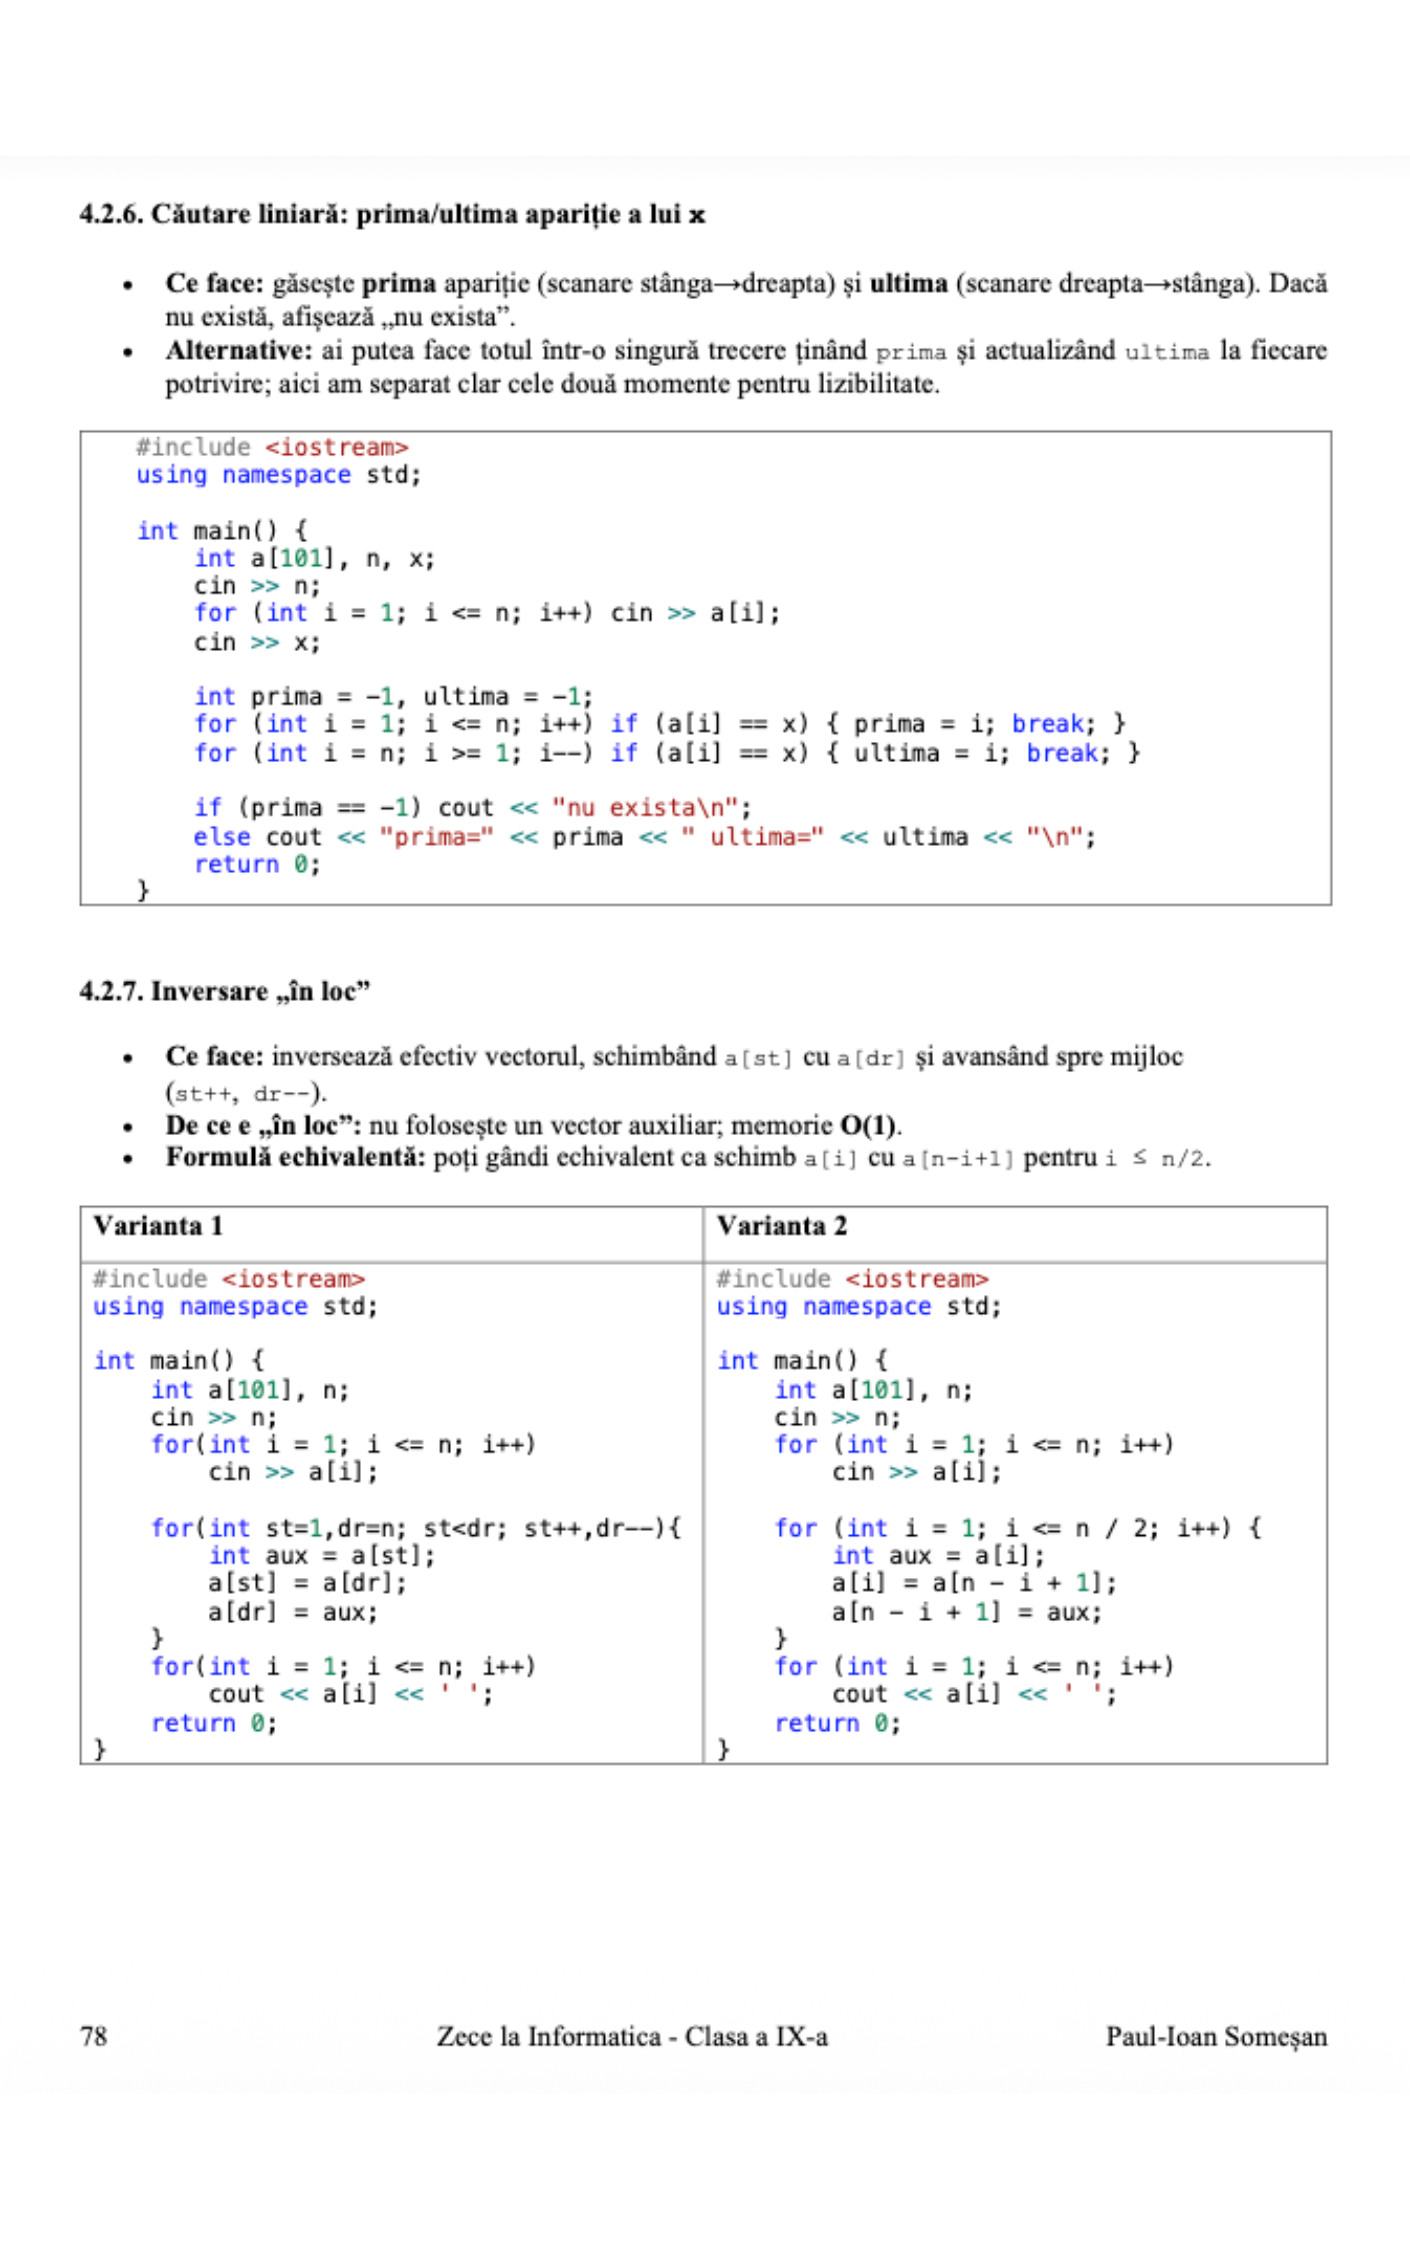 4.2.6. Căutare liniară: prima/ultima apariție a lui x
• Ce face: găsește prima apariție (scanare stânga→dreapta) și ultima (scanare dreapta→stânga). Dacă
nu există, afișează „nu exista”.
• Alternative: ai putea face totul într-o singură trecere ținând prima și actualizând ultima la fiecare
potrivire; aici am separat clar cele două momente pentru lizibilitate.
#include <iostream>
using namespace std;
int main() {
int a[101], n, x;
cin >> n;
for (int i = 1; i <= n; i++) cin >> a[i];
cin >> x;
int prima = -1, ultima = -1;
for (int i = 1; i <= n; i++) if (a[i] == x) { prima = i; break; }
for (int i = n; i >= 1; i--) if (a[i] == x) { ultima = i; break; }
if (prima == -1) cout << "nu exista\n";
else cout << "prima=" << prima << " ultima=" << ultima << "\n";
return 0;
}
4.2.7. Inversare „în loc”
• Ce face: inversează efectiv vectorul, schimbând a[st] cu a[dr] și avansând spre mijloc
(st++, dr--).
• De ce e „în loc”: nu folosește un vector auxiliar; memorie O(1).
• Formulă echivalentă: poți gândi echivalent ca schimb a[i] cu a[n-i+1] pentru i ≤ n/2.
Varianta 1
#include <iostream>
using namespace std;
int main() {
int a[101], n;
cin >> n;
for(int i = 1; i <= n; i++)
cin >> a[i];
for(int st=1,dr=n; st<dr; st++,dr--){
int aux = a[st];
a[st] = a[dr];
a[dr] = aux;
}
for(int i = 1; i <= n; i++)
cout << a[i] << ' ';
return 0;
}
Varianta 2
#include <iostream>
using namespace std;
int main() {
int a[101], n;
cin >> n;
for (int i = 1; i <= n; i++)
cin >> a[i];
for (int i = 1; i <= n / 2; i++) {
int aux = a[i];
a[i] = a[n - i + 1];
a[n - i + 1] = aux;
}
for (int i = 1; i <= n; i++)
cout << a[i] << ' ';
return 0;
}
78 Zece la Informatica - Clasa a IX-a Paul-Ioan Someșan